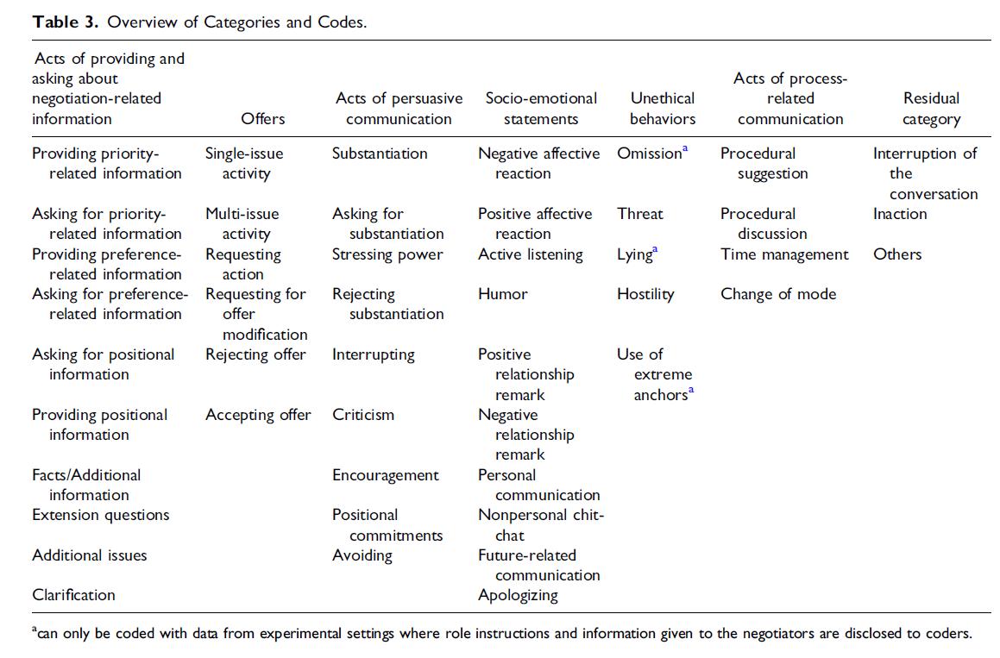 Table 3. Overview of Categories and Codes.
Acts of providing and
asking about
negotiation-related
information
Offers
Acts of persuasive
communication
Socio-emotional
statements
Unethical
behaviors
Acts of process-
related
communication
Residual
category
Providing priority-
related information
Single-issue
activity
Substantiation
Negative affective
reaction
Omissionᵃ
Procedural
suggestion
Interruption of
the
conversation
Asking for priority-
related information
Multi-issue
activity
Asking for
substantiation
Positive affective
reaction
Threat
Procedural
discussion
Inaction
Providing preference-
related information
Requesting
action
Stressing power
Active listening
Lyingᵃ
Time management
Others
Asking for preference-
related information
Requesting for
offer
modification
Rejecting
substantiation
Humor
Hostility
Change of mode
Asking for positional
information
Rejecting offer
Interrupting
Positive
relationship
remark
Use of
extreme
anchorsᵃ
Providing positional
information
Accepting offer
Criticism
Negative
relationship
remark
Facts/Additional
information
Encouragement
Personal
communication
Extension questions
Positional
commitments
Nonpersonal chit-
chat
Additional issues
Avoiding
Future-related
communication
Clarification
Apologizing
ᵃcan only be coded with data from experimental settings where role instructions and information given to the negotiators are disclosed to coders.